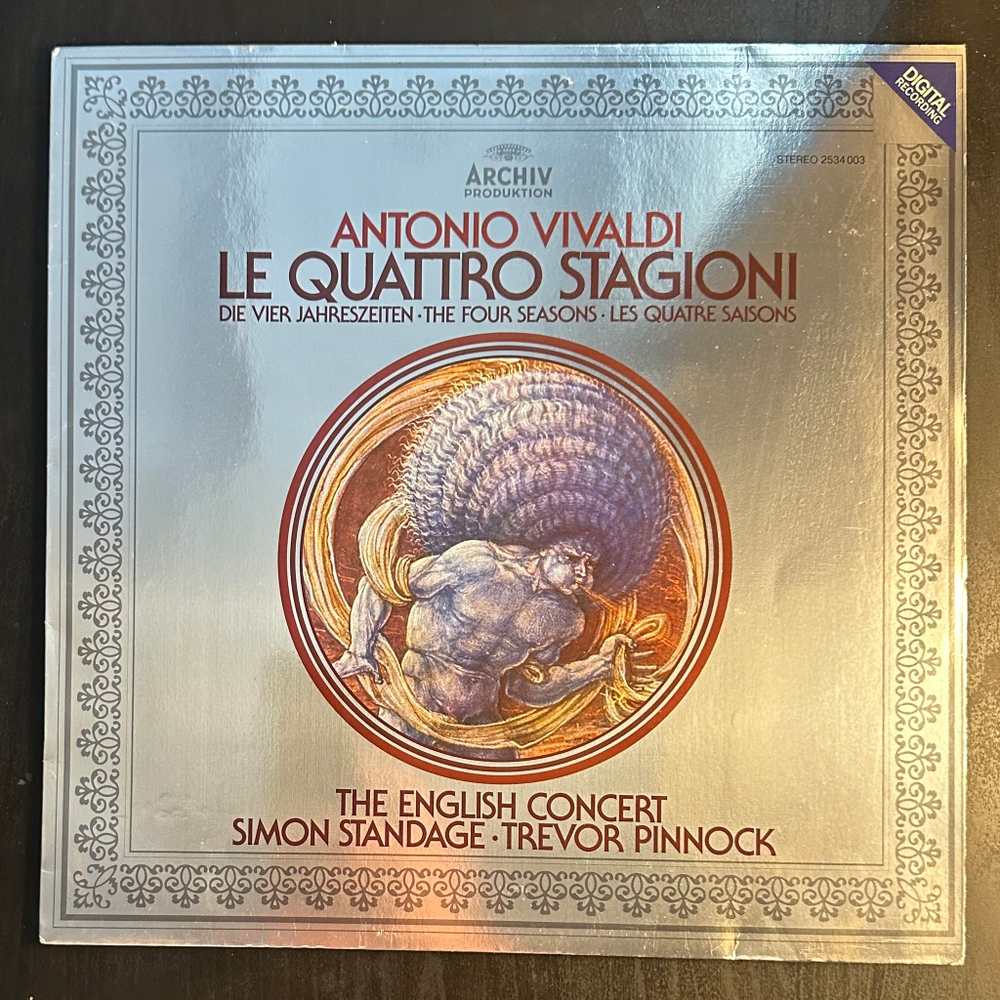 DIGITAL
RECORDING
STEREO 2534 003
ARCHIV
PRODUKTION
ANTONIO VIVALDI
LE QUATTRO STAGIONI
DIE VIER JAHRESZEITEN · THE FOUR SEASONS · LES QUATRE SAISONS
THE ENGLISH CONCERT
SIMON STANDAGE · TREVOR PINNOCK